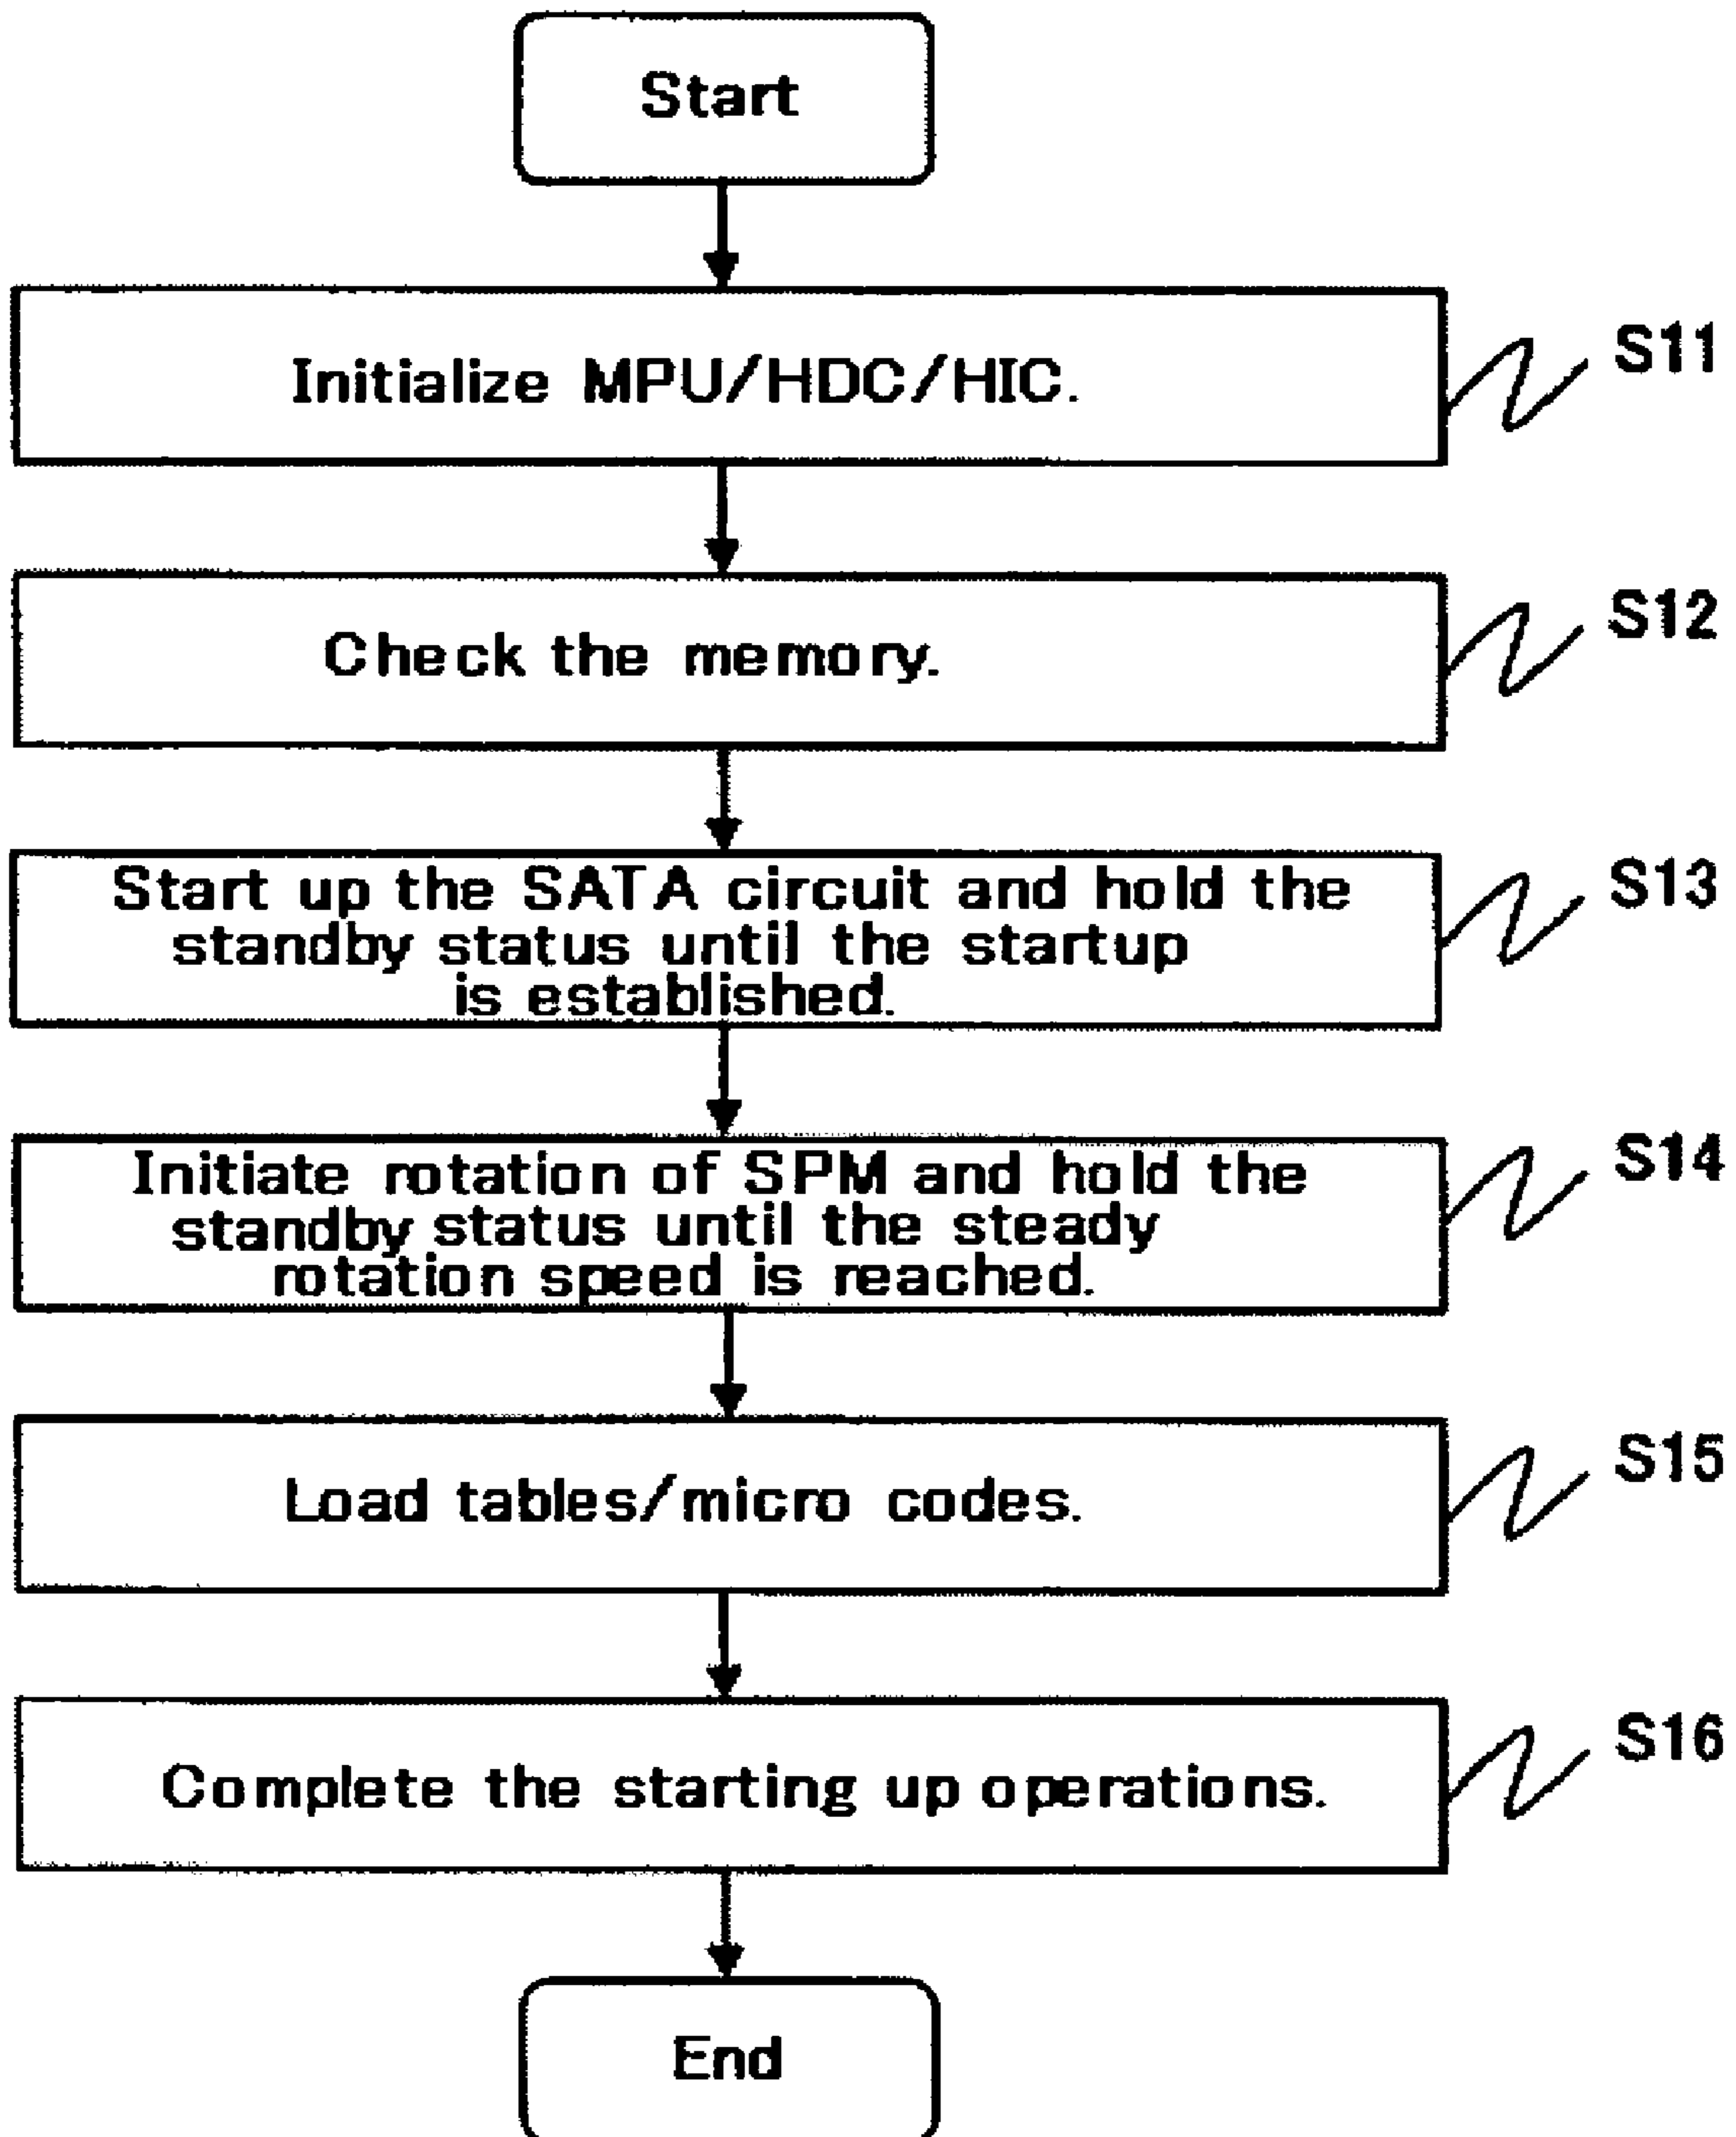 Start
Initialize MPU/HDC/HIC.
S11
Check the memory.
S12
Start up the SATA circuit and hold the
standby status until the startup
is established.
S13
Initiate rotation of SPM and hold the
standby status until the steady
rotation speed is reached.
S14
Load tables/micro codes.
S15
Complete the starting up operations.
S16
End